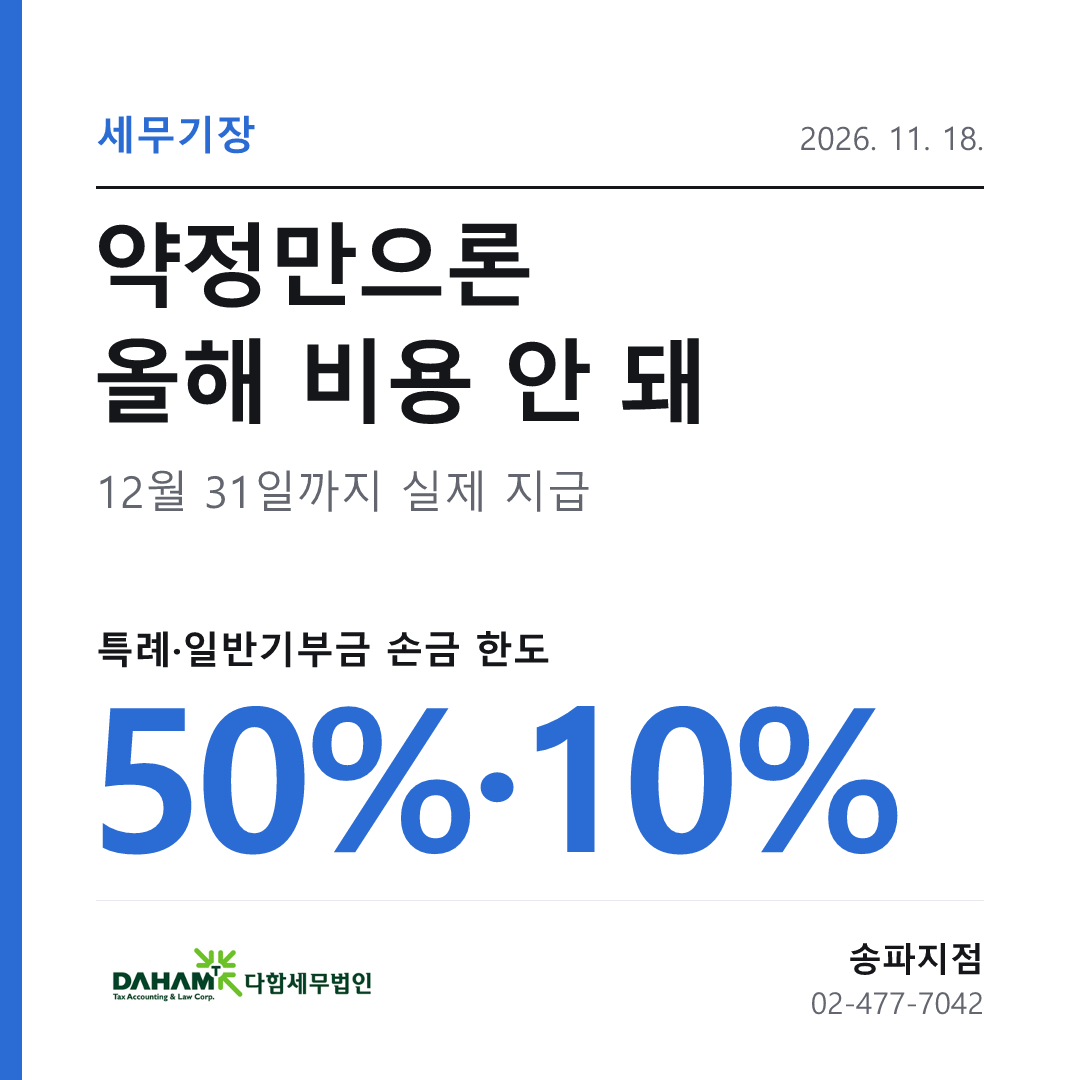 세무기장
2026. 11. 18.
약정만으론
올해 비용 안 돼
12월 31일까지 실제 지급
특례·일반기부금 손금 한도
50%·10%
DAHAM T 다함세무법인
Tax Accounting & Law Corp.
송파지점
02-477-7042